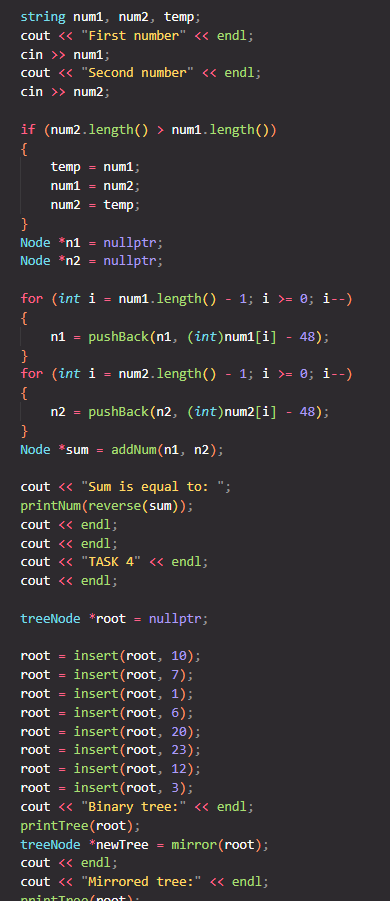 string num1, num2, temp;
cout << "First number" << endl;
cin >> num1;
cout << "Second number" << endl;
cin >> num2;
if (num2.length() > num1.length())
{
temp = num1;
num1 = num2;
num2 = temp;
}
Node *n1 = nullptr;
Node *n2 = nullptr;
for (int i = num1.length() - 1; i >= 0; i--)
{
n1 = pushBack(n1, (int)num1[i] - 48);
}
for (int i = num2.length() - 1; i >= 0; i--)
{
n2 = pushBack(n2, (int)num2[i] - 48);
}
Node *sum = addNum(n1, n2);
cout << "Sum is equal to: ";
printNum(reverse(sum));
cout << endl;
cout << endl;
cout << "TASK 4" << endl;
cout << endl;
treeNode *root = nullptr;
root = insert(root, 10);
root = insert(root, 7);
root = insert(root, 1);
root = insert(root, 6);
root = insert(root, 20);
root = insert(root, 23);
root = insert(root, 12);
root = insert(root, 3);
cout << "Binary tree:" << endl;
printTree(root);
treeNode *newTree = mirror(root);
cout << endl;
cout << "Mirrored tree:" << endl;
printTree(root);